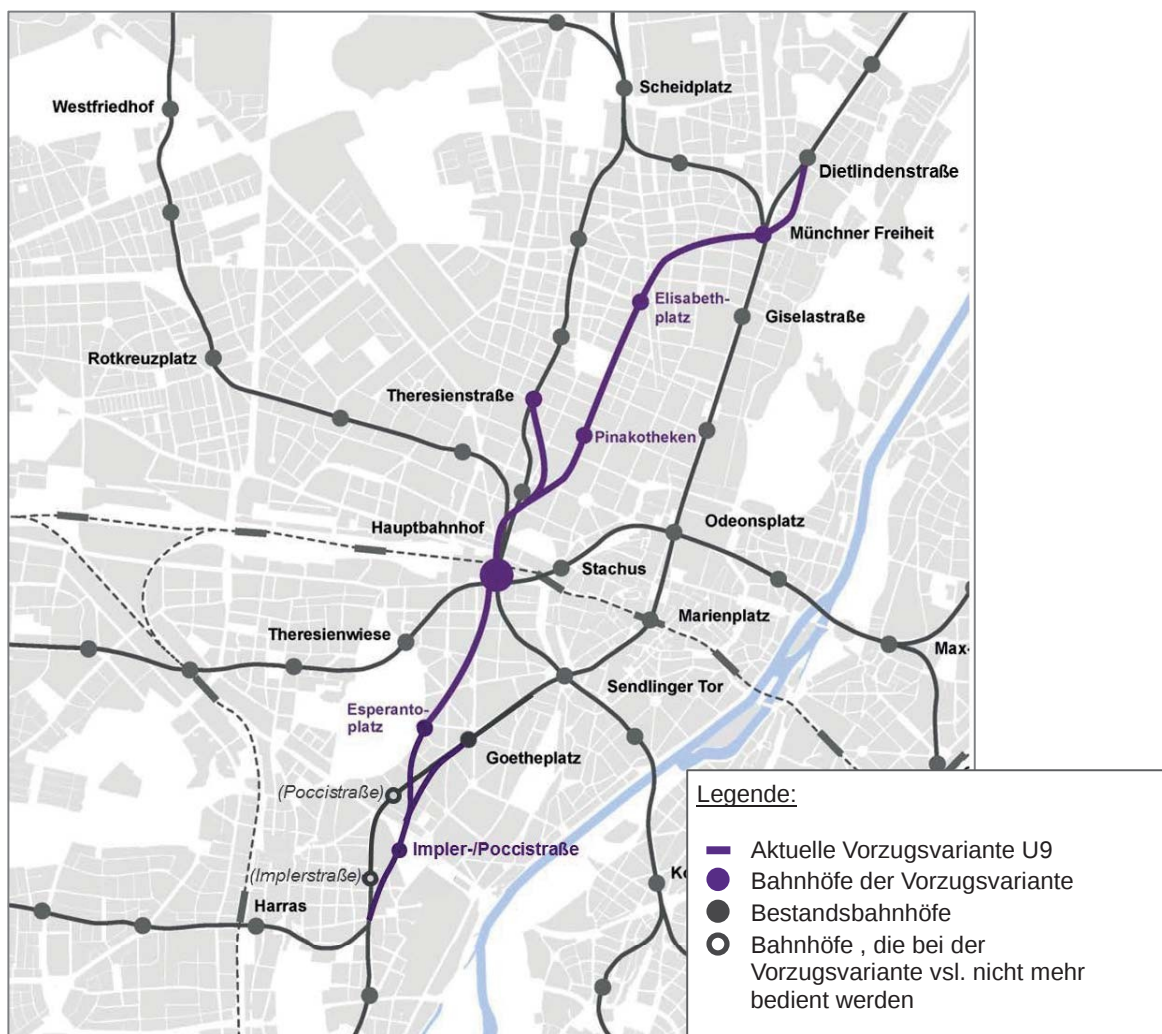 Scheidplatz
Westfriedhof
Dietlindenstraße
Münchner Freiheit
Elisabeth-
platz
Giselastraße
Rotkreuzplatz
Theresienstraße
Pinakotheken
Odeonsplatz
Hauptbahnhof
Stachus
Marienplatz
Theresienwiese
Max-
Sendlinger Tor
Esperanto-
platz
Goetheplatz
(Poccistraße)
Impler-/Poccistraße
(Implerstraße)
Harras
Ko
Legende:
Aktuelle Vorzugsvariante U9
Bahnhöfe der Vorzugsvariante
Bestandsbahnhöfe
Bahnhöfe , die bei der
Vorzugsvariante vsl. nicht mehr
bedient werden